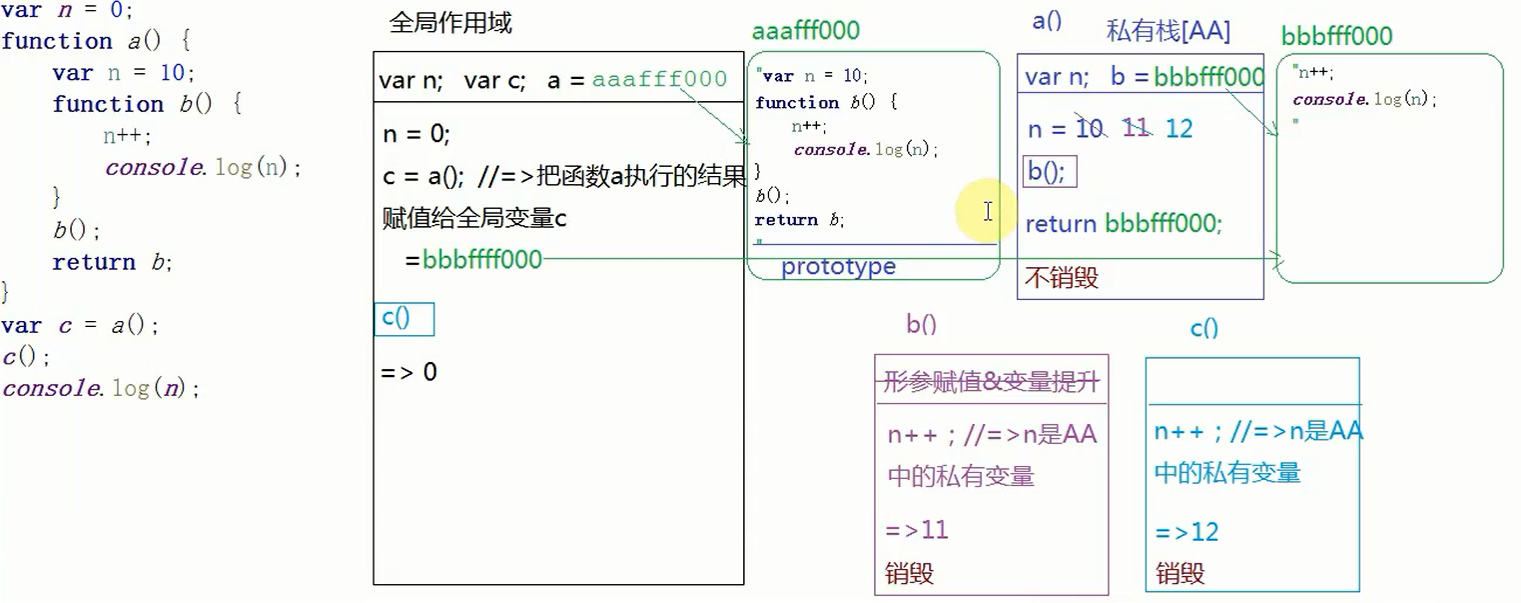 var n = 0;
function a() {
var n = 10;
function b() {
n++;
console.log(n);
}
b();
return b;
}
var c = a();
c();
console.log(n);
全局作用域
var n; var c; a = aaafff000
n = 0;
c = a(); //=>把函数a执行的结果
赋值给全局变量c
=bbbffff000
c()
=> 0
aaafff000
"var n = 10;
function b() {
n++;
console.log(n);
}
b();
return b;
"
prototype
a()
私有栈[AA]
var n; b = bbbfff000
n = 10 11 12
b();
return bbbfff000;
不销毁
bbbfff000
"n++;
console.log(n);
"
b()
形参赋值&变量提升
n++；//=>n是AA
中的私有变量
=>11
销毁
c()
n++；//=>n是AA
中的私有变量
=>12
销毁